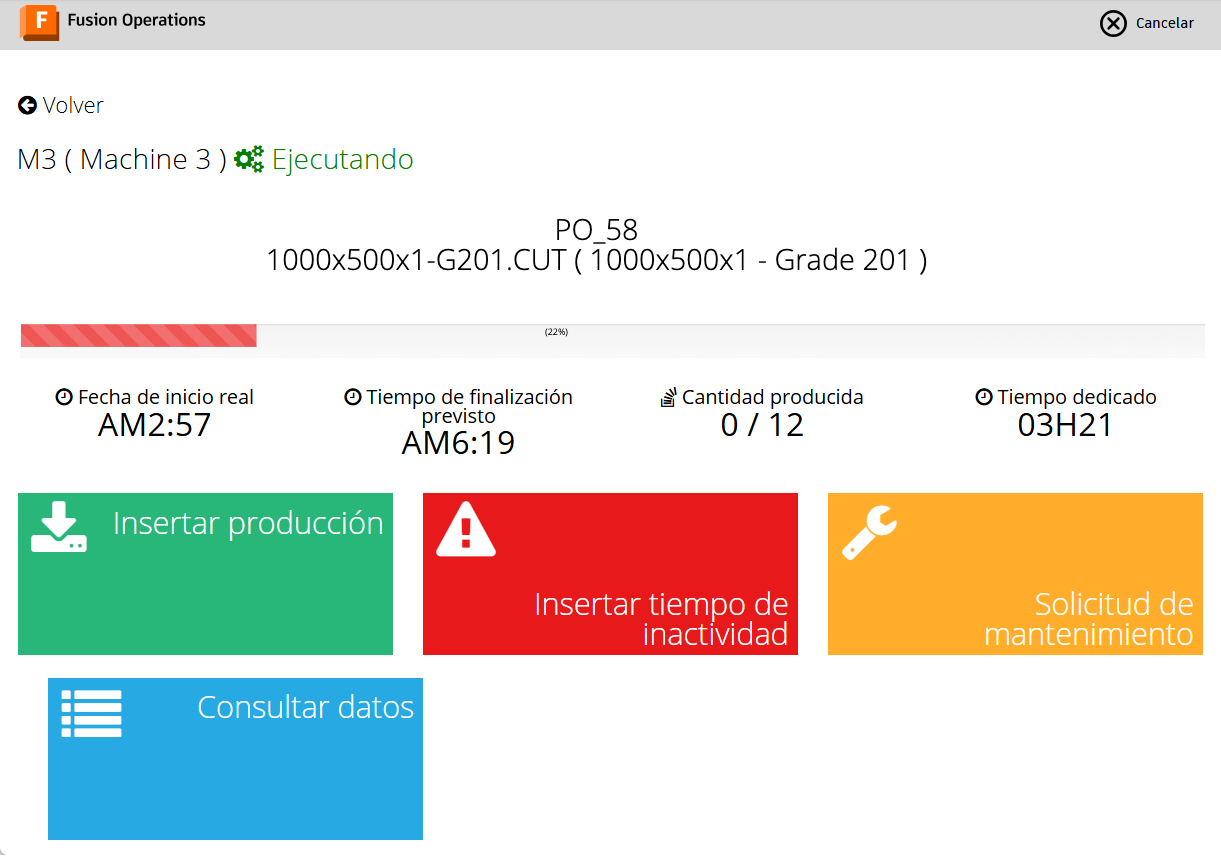 F Fusion Operations
Cancelar
Volver
M3 ( Machine 3 ) Ejecutando
PO_58
1000x500x1-G201.CUT ( 1000x500x1 - Grade 201 )
(22%)
Fecha de inicio real
AM2:57
Tiempo de finalización
previsto
AM6:19
Cantidad producida
0 / 12
Tiempo dedicado
03H21
Insertar producción
Insertar tiempo de
inactividad
Solicitud de
mantenimiento
Consultar datos